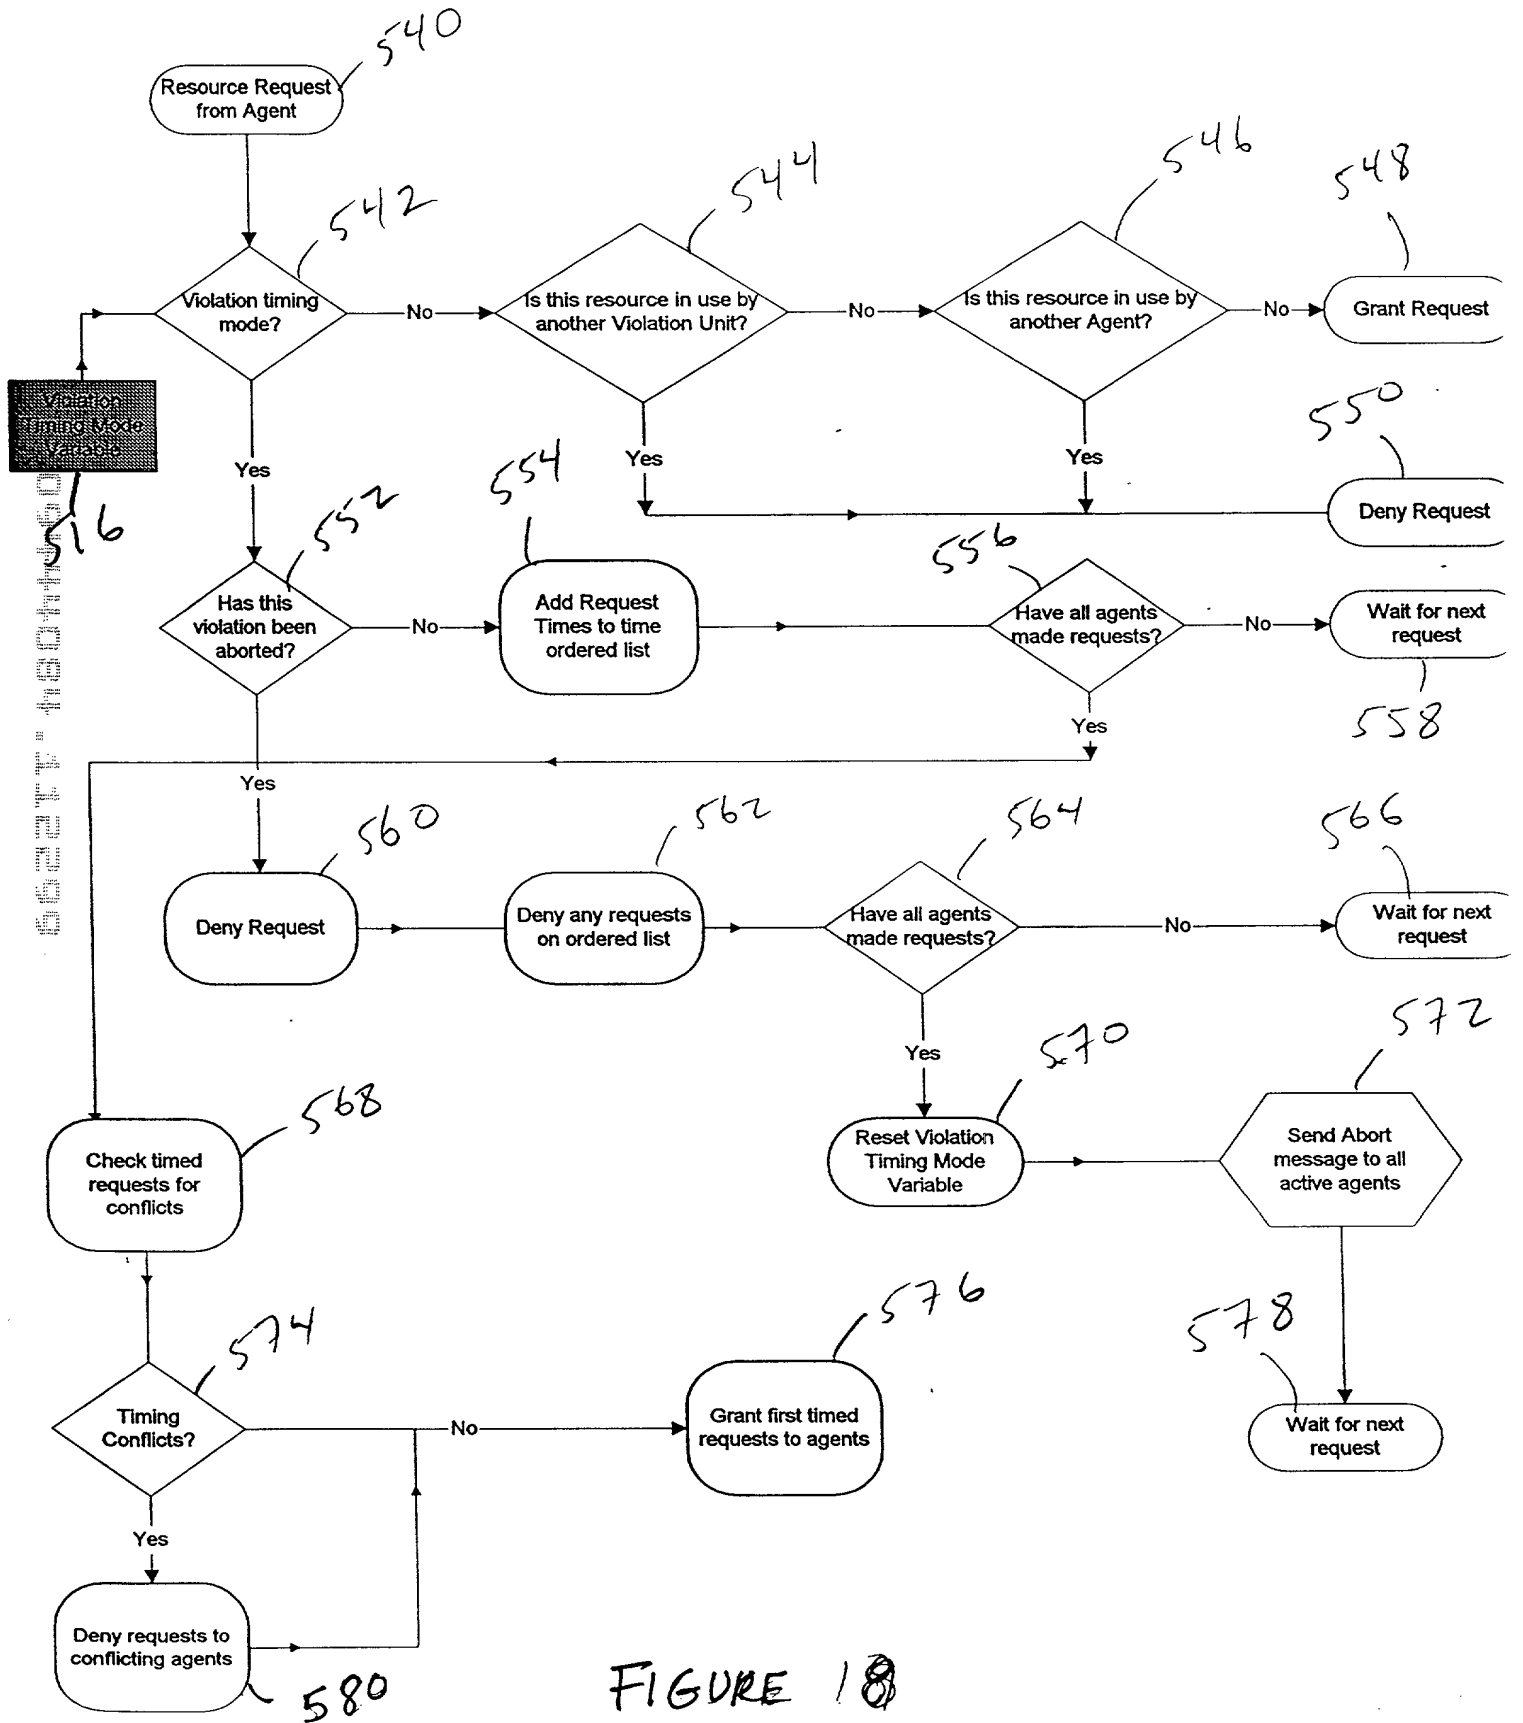 540
Resource Request
from Agent
542
544
546
548
Violation timing
mode?
No
Is this resource in use by
another Violation Unit?
No
Is this resource in use by
another Agent?
No
Grant Request
Violation
Timing Mode
Variable
516
Yes
Yes
Yes
550
Deny Request
552
554
556
Has this
violation been
aborted?
No
Add Request
Times to time
ordered list
Have all agents
made requests?
No
Wait for next
request
558
Yes
Yes
560
562
564
566
Deny Request
Deny any requests
on ordered list
Have all agents
made requests?
No
Wait for next
request
Yes
570
572
568
Check timed
requests for
conflicts
Reset Violation
Timing Mode
Variable
Send Abort
message to all
active agents
574
576
578
Timing
Conflicts?
No
Grant first timed
requests to agents
Wait for next
request
Yes
Deny requests to
conflicting agents
580
FIGURE 18